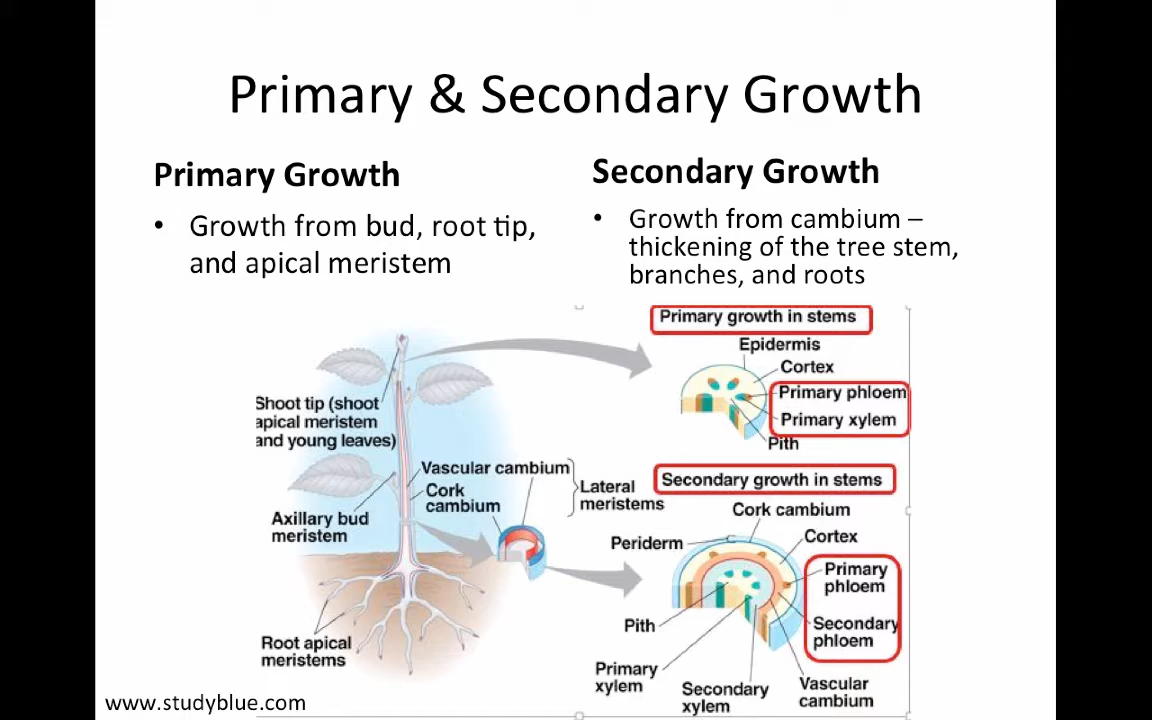 Primary & Secondary Growth
Primary Growth
• Growth from bud, root tip,
and apical meristem
Secondary Growth
• Growth from cambium –
thickening of the tree stem,
branches, and roots
Shoot tip (shoot
apical meristem
and young leaves)
Axillary bud
meristem
Root apical
meristems
Vascular cambium
Cork
cambium
Lateral
meristems
Primary growth in stems
Epidermis
Cortex
Primary phloem
Primary xylem
Pith
Secondary growth in stems
Cork cambium
Periderm
Cortex
Primary
phloem
Secondary
phloem
Pith
Primary
xylem
Secondary
xylem
Vascular
cambium
www.studyblue.com